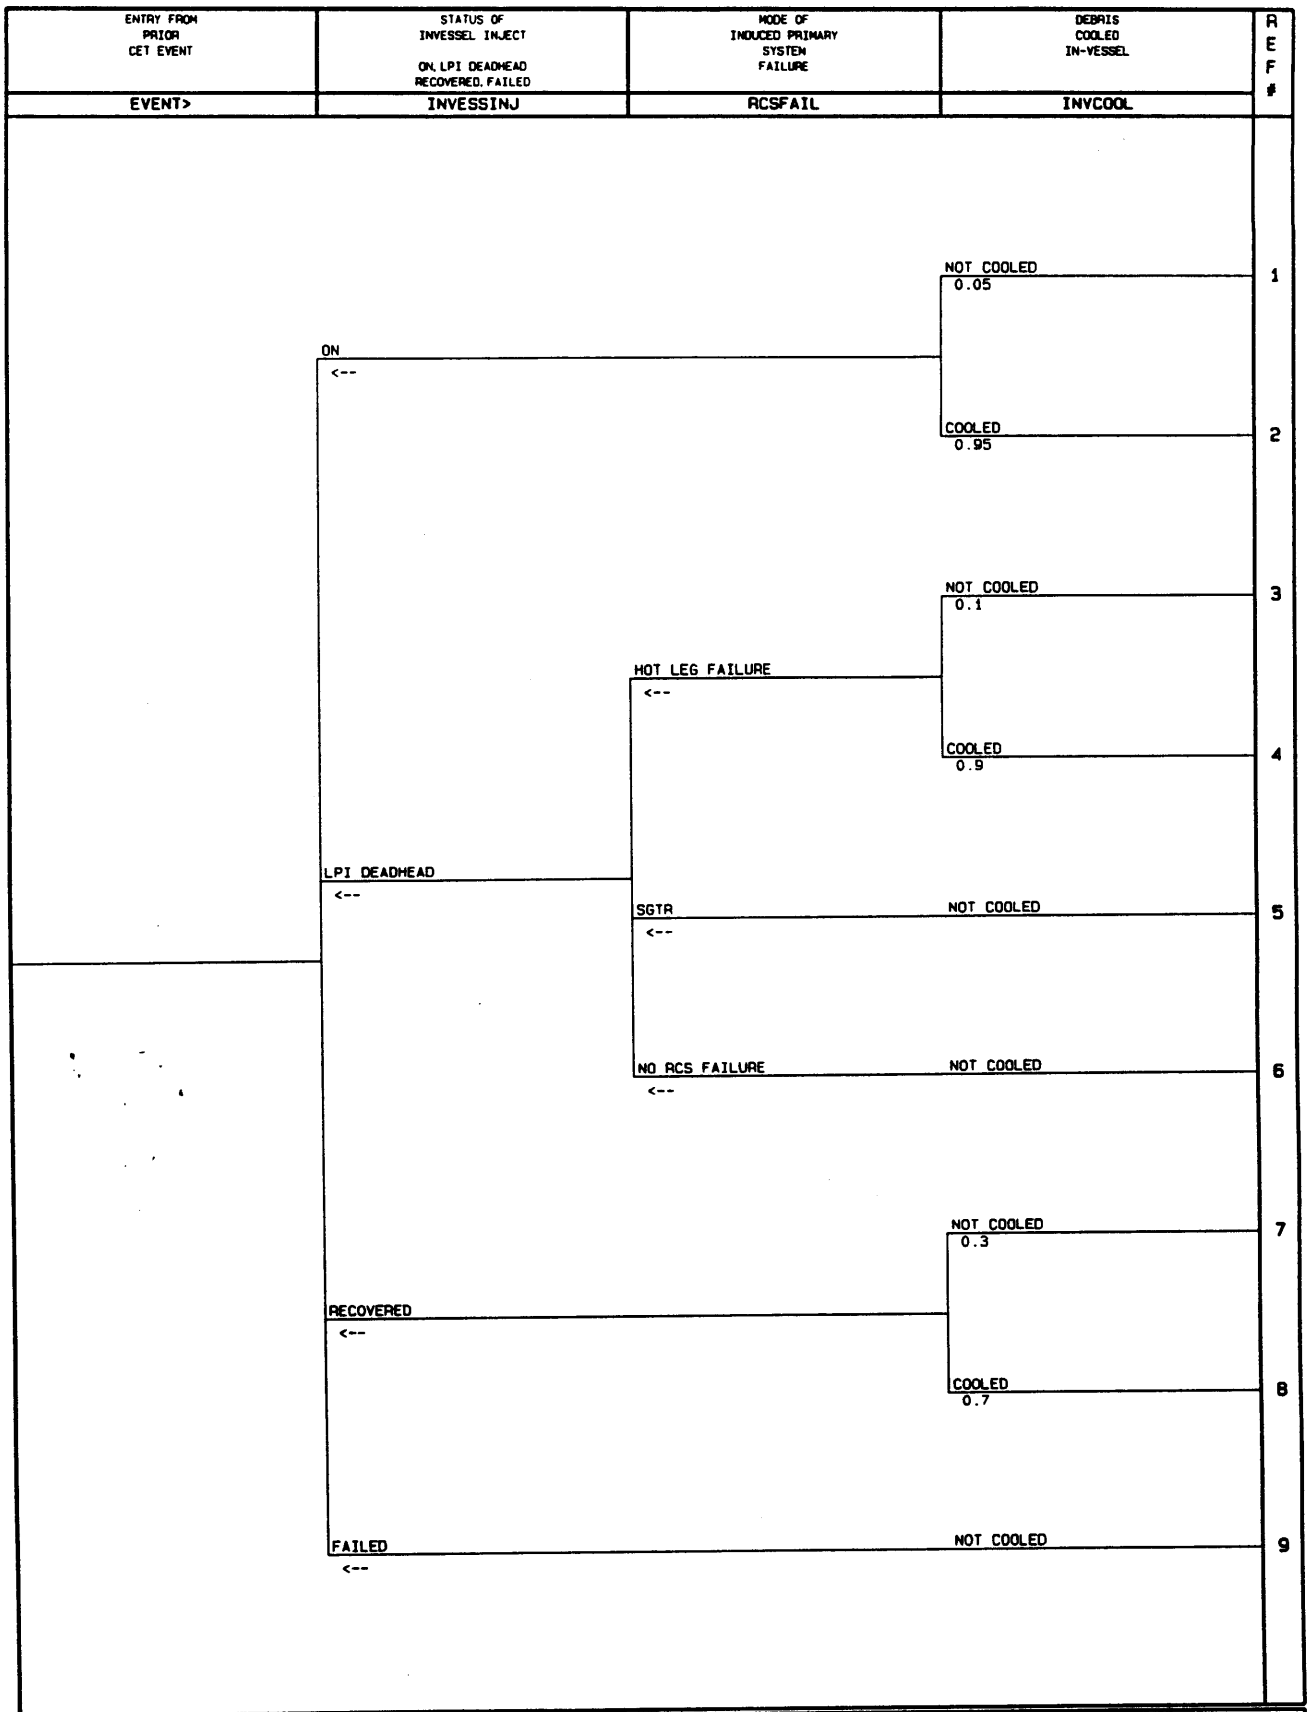 ENTRY FROM
PRIOR
CET EVENT
STATUS OF
INVESSEL INJECT
ON, LPI DEADHEAD
RECOVERED, FAILED
MODE OF
INDUCED PRIMARY
SYSTEM
FAILURE
DEBRIS
COOLED
IN-VESSEL
R
E
F
#
EVENT>
INVESSINJ
RCSFAIL
INVCOOL
NOT COOLED
0.05
1
ON
<--
COOLED
0.95
2
NOT COOLED
0.1
3
HOT LEG FAILURE
<--
COOLED
0.9
4
LPI DEADHEAD
<--
SGTR
<--
NOT COOLED
5
NO RCS FAILURE
<--
NOT COOLED
6
NOT COOLED
0.3
7
RECOVERED
<--
COOLED
0.7
8
FAILED
<--
NOT COOLED
9